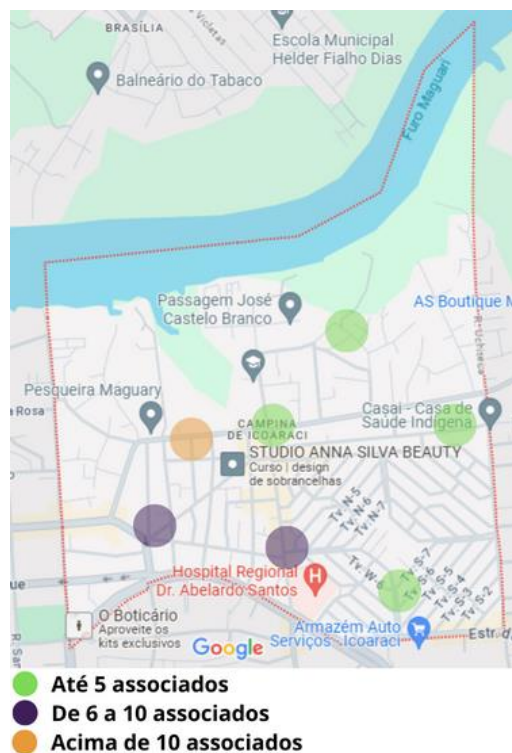 BRASÍLIA
Escola Municipal
Helder Fialho Dias
Balneário do Tabaco
Furo Maguari
Passagem José
Castelo Branco
AS Boutique M
R. Uchitesa
Pesqueira Maguary
a Rosa
CAMPINA
DE ICOARACI
Casai - Casa de
Saúde Indígena
STUDIO ANNA SILVA BEAUTY
Curso | design
de sobrancelhas
Tv. N-5
Tv. N-6
Tv. N-7
Hospital Regional
Dr. Abelardo Santos
Tv. W-
S-7
Tv. S-6
Tv. S-5
Tv. S-4
Tv. S-3
Tv. S-2
que
O Boticário
Aproveite os
kits exclusivos
Google
Armazém Auto
Serviços - Icoaraci
Estr. d
R. S
Até 5 associados
De 6 a 10 associados
Acima de 10 associados